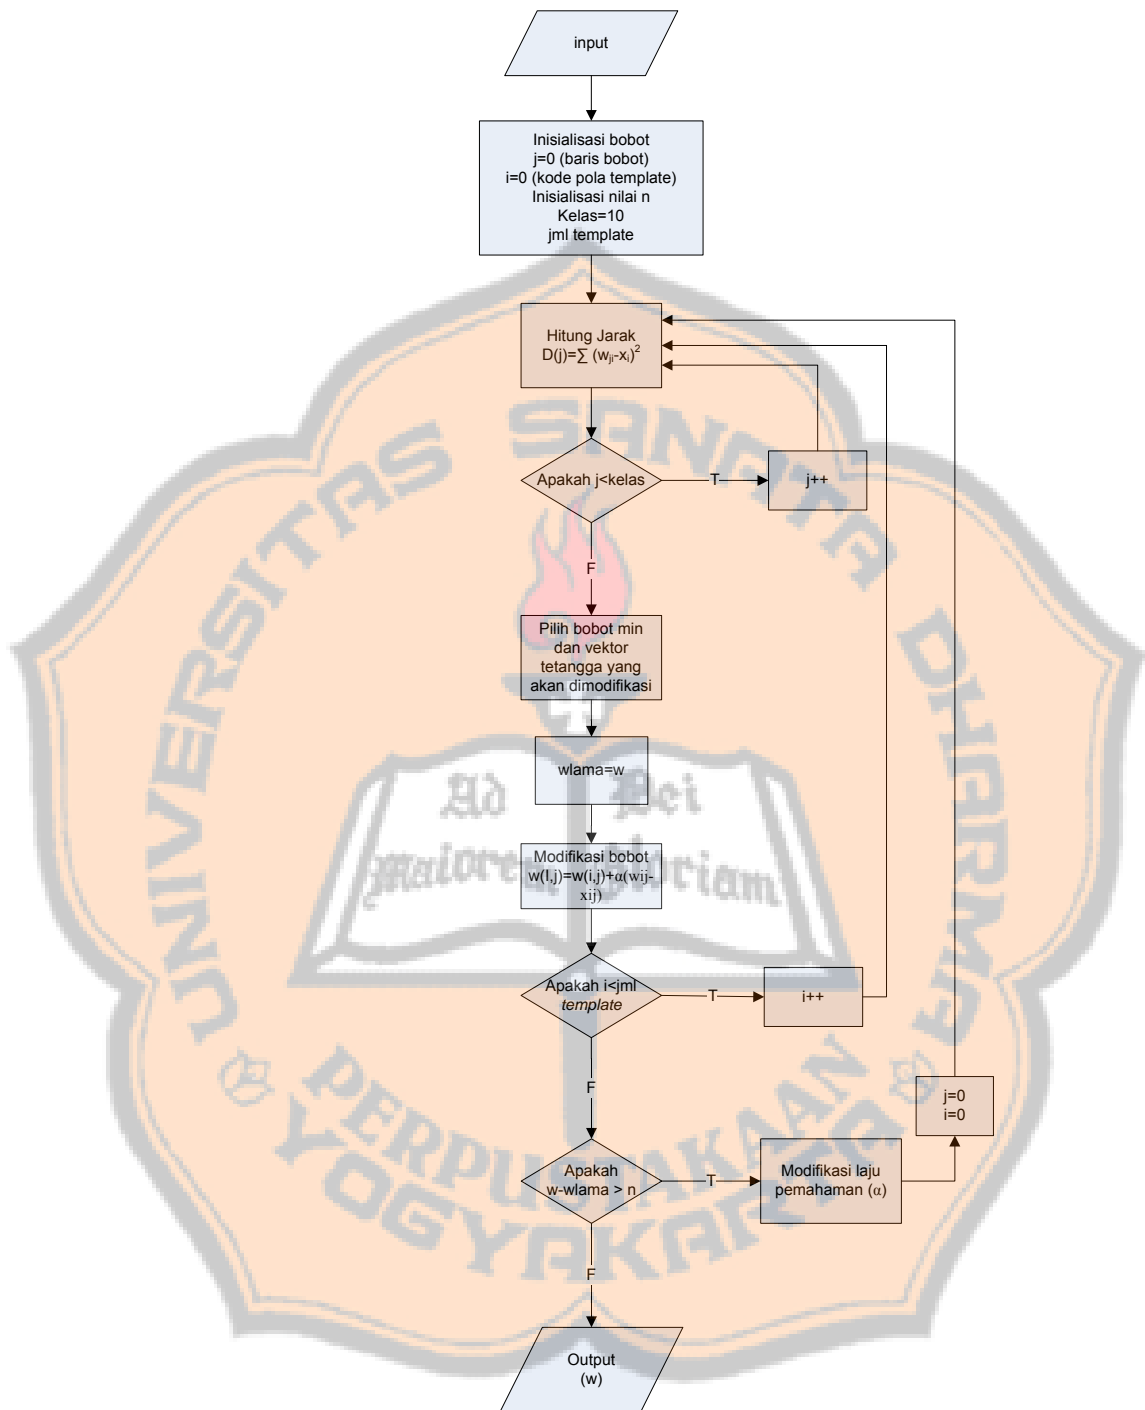 input
Inisialisasi bobot
j=0 (baris bobot)
i=0 (kode pola template)
Inisialisasi nilai n
Kelas=10
jml template
Hitung Jarak
D(j)=∑ (wji-xi)2
Apakah j<kelas
T
j++
F
Pilih bobot min
dan vektor
tetangga yang
akan dimodifikasi
wlama=w
Modifikasi bobot
w(I,j)=w(i,j)+α(wij-
xij)
Apakah i<jml
template
T
i++
F
j=0
i=0
Apakah
w-wlama > n
T
Modifikasi laju
pemahaman (α)
F
Output
(w)
UNIVERSITAS SANATA DHARMA
Ad Dei
Maiorem Gloriam
PERPUSTAKAAN
YOGYAKARTA